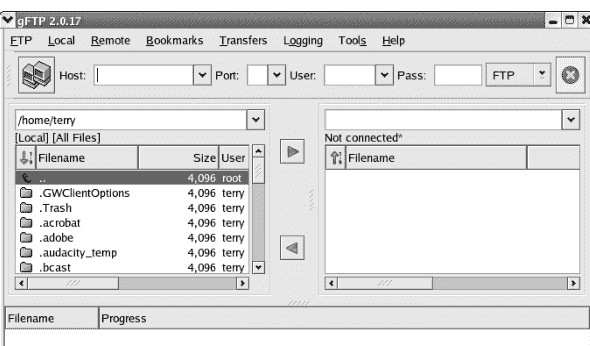 gFTP 2.0.17
FTP Local Remote Bookmarks Transfers Logging Tools Help
Host: Port: User: Pass: FTP
/home/terry
[Local] [All Files]
Filename Size User
.. 4,096 root
.GWClientOptions 4,096 terry
.Trash 4,096 terry
.acrobat 4,096 terry
.adobe 4,096 terry
.audacity_temp 4,096 terry
.bcast 4,096 terry
Not connected*
Filename
Filename Progress